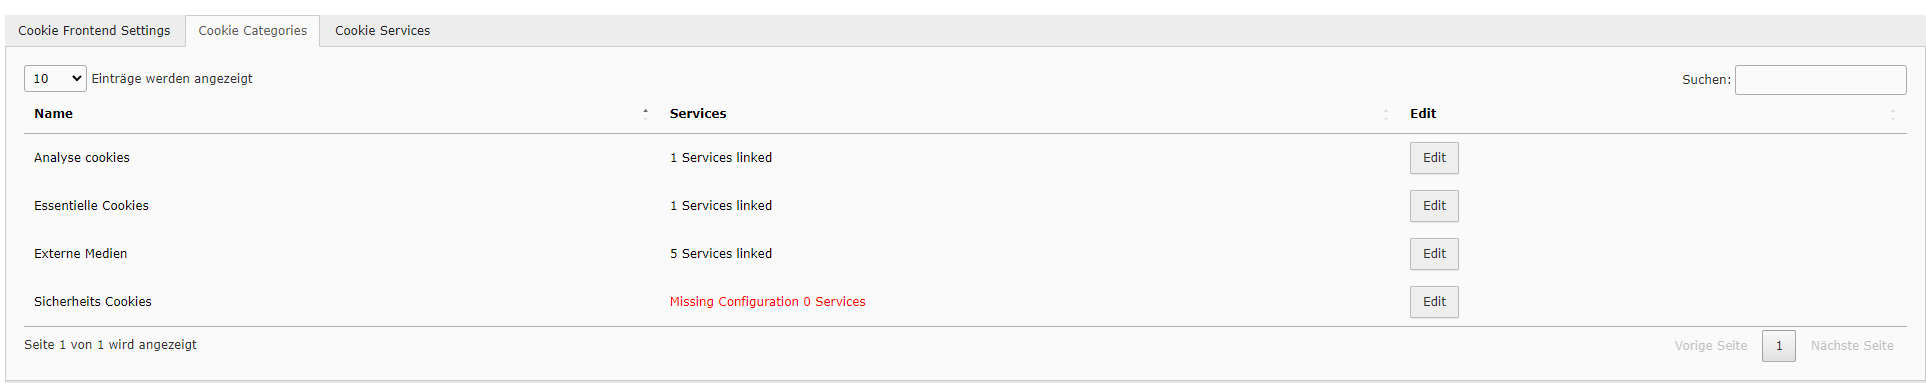 Cookie Frontend Settings Cookie Categories Cookie Services
10 Einträge werden angezeigt Suchen:
Name Services Edit
Analyse cookies 1 Services linked Edit
Essentielle Cookies 1 Services linked Edit
Externe Medien 5 Services linked Edit
Sicherheits Cookies Missing Configuration 0 Services Edit
Seite 1 von 1 wird angezeigt Vorige Seite 1 Nächste Seite